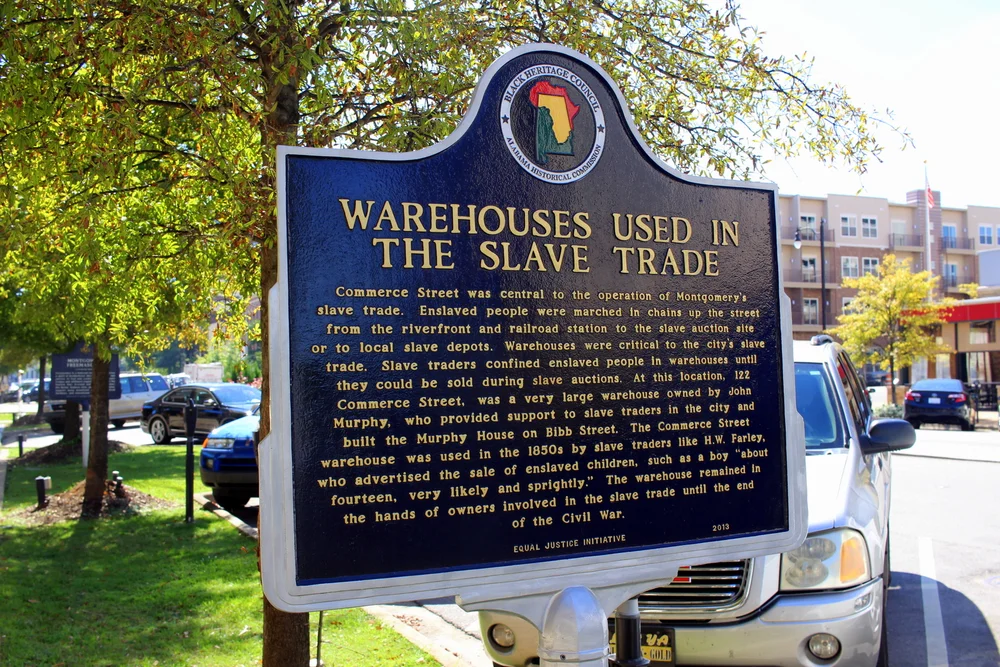 BLACK HERITAGE COUNCIL
ALABAMA HISTORICAL COMMISSION
WAREHOUSES USED IN
THE SLAVE TRADE
Commerce Street was central to the operation of Montgomery's
slave trade. Enslaved people were marched in chains up the street
from the riverfront and railroad station to the slave auction site
or to local slave depots. Warehouses were critical to the city's slave
trade. Slave traders confined enslaved people in warehouses until
they could be sold during slave auctions. At this location, 122
Commerce Street, was a very large warehouse owned by John
Murphy, who provided support to slave traders in the city and
built the Murphy House on Bibb Street. The Commerce Street
warehouse was used in the 1850s by slave traders like H.W. Farley,
who advertised the sale of enslaved children, such as a boy "about
fourteen, very likely and sprightly." The warehouse remained in
the hands of owners involved in the slave trade until the end
of the Civil War.
2013
EQUAL JUSTICE INITIATIVE
VA
GOLD